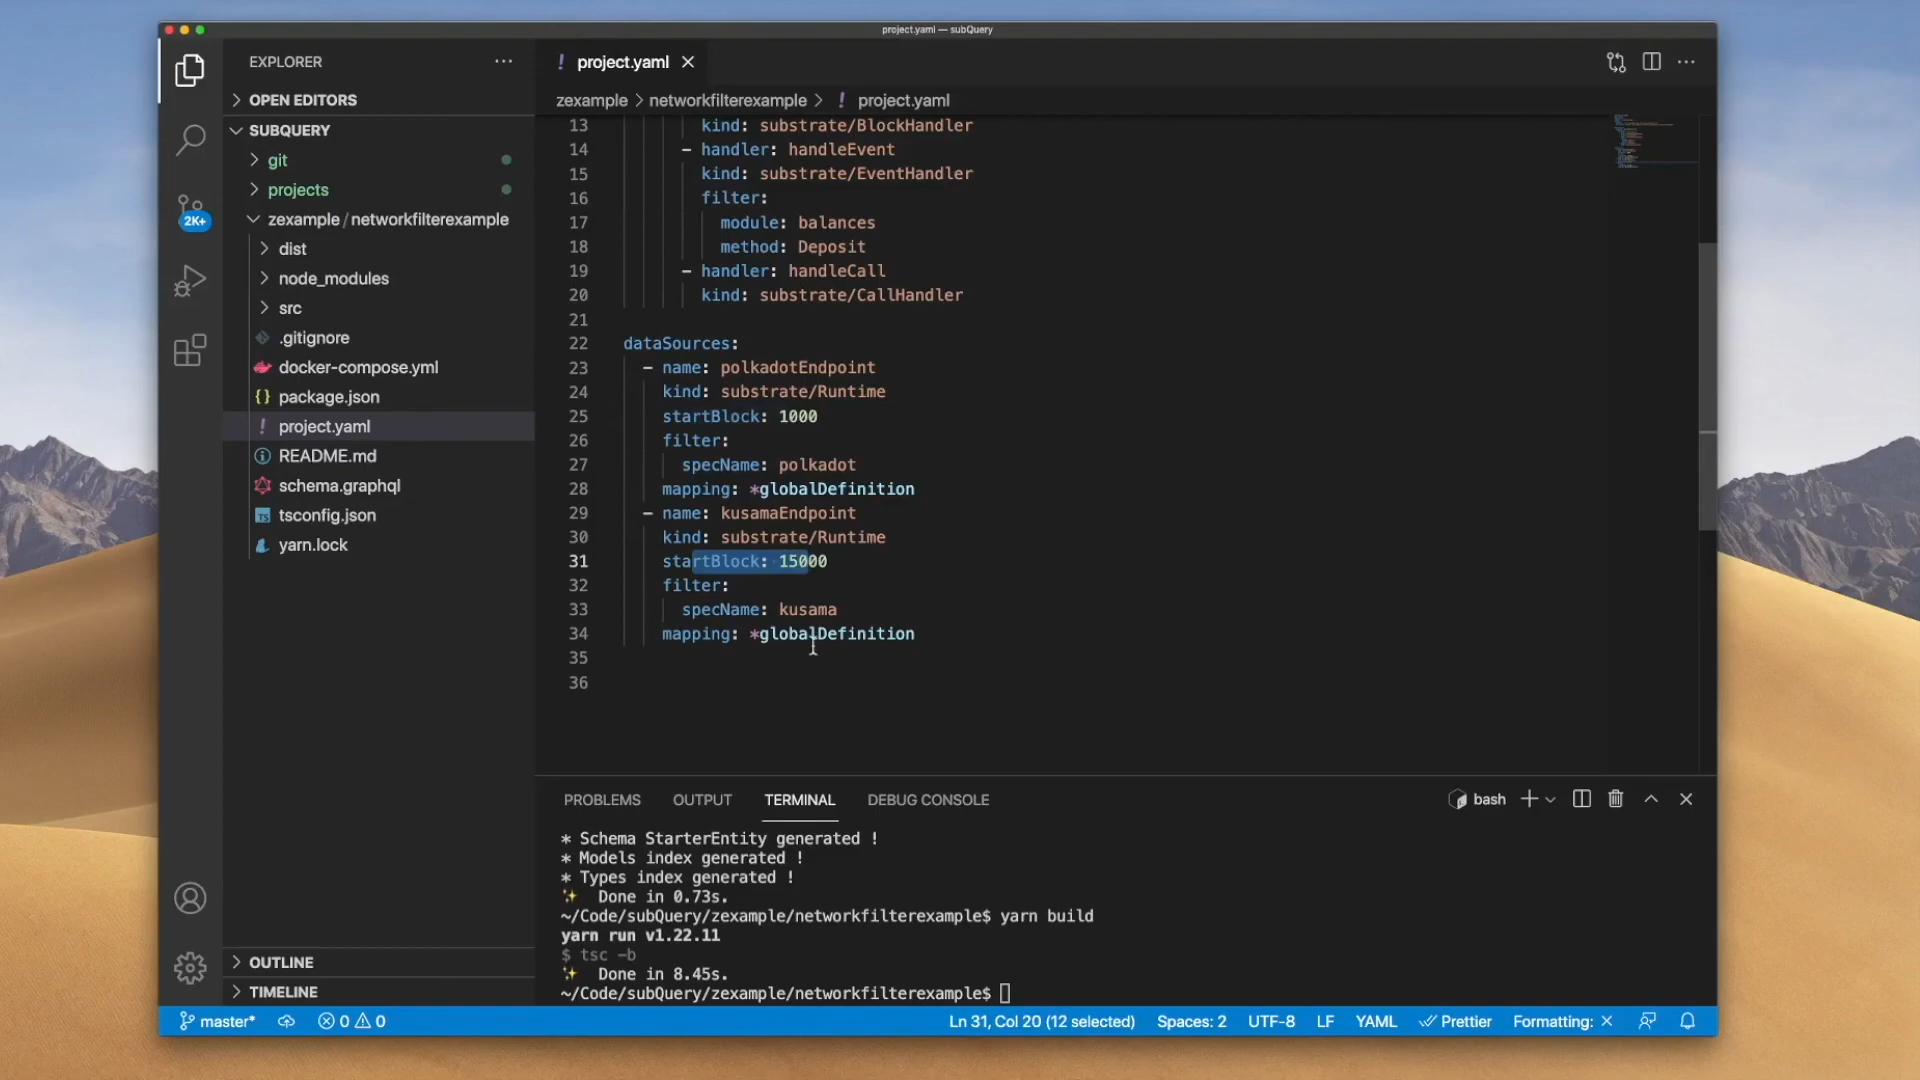 project.yaml — subQuery
EXPLORER
project.yaml
OPEN EDITORS
zexample > networkfilterexample > ! project.yaml
SUBQUERY
git
projects
zexample / networkfilterexample
dist
node_modules
src
.gitignore
docker-compose.yml
package.json
project.yaml
README.md
schema.graphql
tsconfig.json
yarn.lock
OUTLINE
TIMELINE
2K+
13 kind: substrate/BlockHandler
14 - handler: handleEvent
15 kind: substrate/EventHandler
16 filter:
17 module: balances
18 method: Deposit
19 - handler: handleCall
20 kind: substrate/CallHandler
21
22 dataSources:
23 - name: polkadotEndpoint
24 kind: substrate/Runtime
25 startBlock: 1000
26 filter:
27 specName: polkadot
28 mapping: *globalDefinition
29 - name: kusamaEndpoint
30 kind: substrate/Runtime
31 startBlock: 15000
32 filter:
33 specName: kusama
34 mapping: *globalDefinition
35
36
PROBLEMS OUTPUT TERMINAL DEBUG CONSOLE bash
* Schema StarterEntity generated !
* Models index generated !
* Types index generated !
✨ Done in 0.73s.
~/Code/subQuery/zexample/networkfilterexample$ yarn build
yarn run v1.22.11
$ tsc -b
✨ Done in 8.45s.
~/Code/subQuery/zexample/networkfilterexample$
master* 0 0 Ln 31, Col 20 (12 selected) Spaces: 2 UTF-8 LF YAML Prettier Formatting: ×